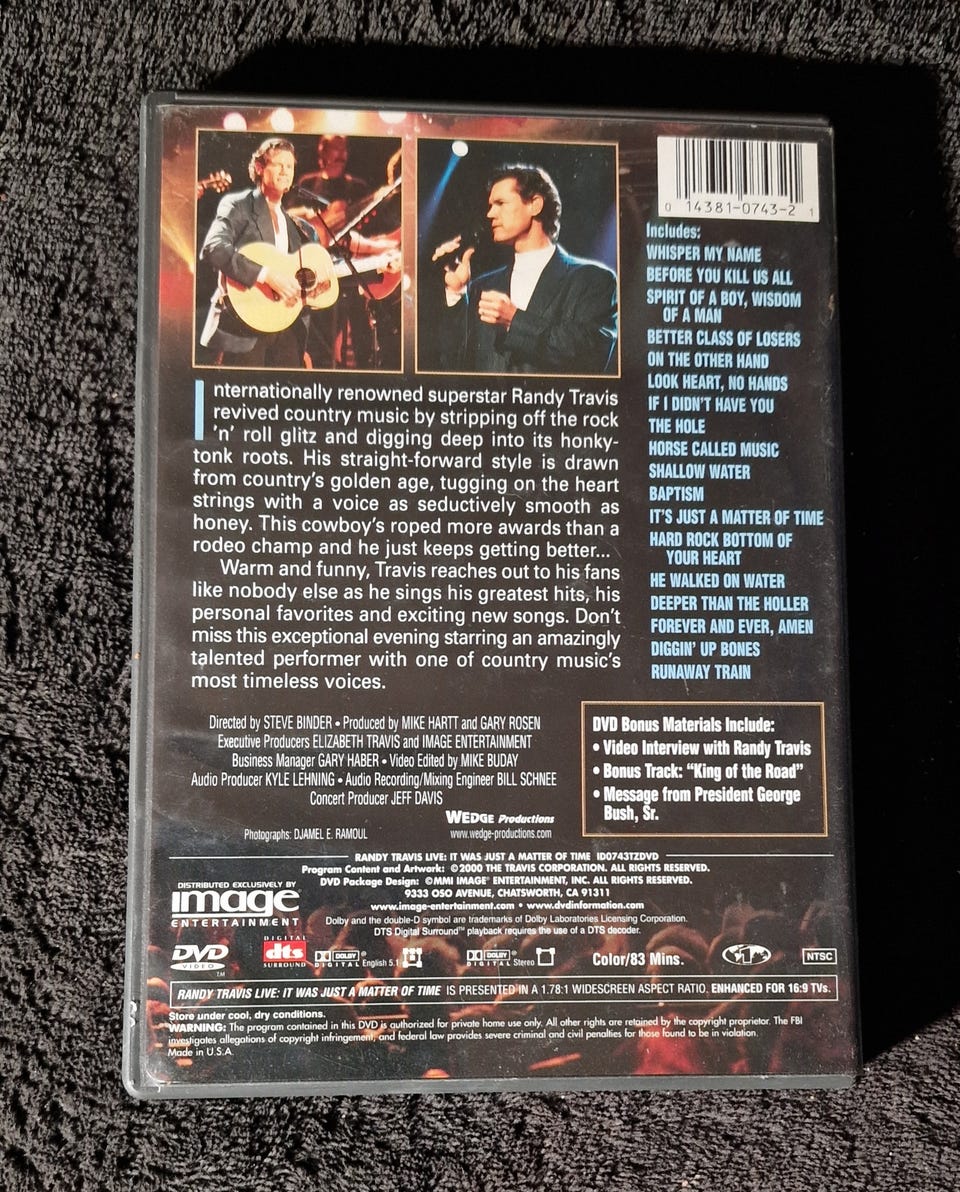 0 14381-0743-2 1
Includes:
WHISPER MY NAME
BEFORE YOU KILL US ALL
SPIRIT OF A BOY, WISDOM
OF A MAN
BETTER CLASS OF LOSERS
ON THE OTHER HAND
LOOK HEART, NO HANDS
IF I DIDN'T HAVE YOU
THE HOLE
HORSE CALLED MUSIC
SHALLOW WATER
BAPTISM
IT'S JUST A MATTER OF TIME
HARD ROCK BOTTOM OF
YOUR HEART
HE WALKED ON WATER
DEEPER THAN THE HOLLER
FOREVER AND EVER, AMEN
DIGGIN' UP BONES
RUNAWAY TRAIN
Internationally renowned superstar Randy Travis
revived country music by stripping off the rock
'n' roll glitz and digging deep into its honky-
tonk roots. His straight-forward style is drawn
from country's golden age, tugging on the heart
strings with a voice as seductively smooth as
honey. This cowboy's roped more awards than a
rodeo champ and he just keeps getting better...
Warm and funny, Travis reaches out to his fans
like nobody else as he sings his greatest hits, his
personal favorites and exciting new songs. Don't
miss this exceptional evening starring an amazingly
talented performer with one of country music's
most timeless voices.
Directed by STEVE BINDER • Produced by MIKE HARTT and GARY ROSEN
Executive Producers ELIZABETH TRAVIS and IMAGE ENTERTAINMENT
Business Manager GARY HABER • Video Edited by MIKE BUDAY
Audio Producer KYLE LEHNING • Audio Recording/Mixing Engineer BILL SCHNEE
Concert Producer JEFF DAVIS
WEDGE Productions
Photographs: DJAMEL E. RAMOUL
www.wedge-productions.com
DVD Bonus Materials Include:
• Video Interview with Randy Travis
• Bonus Track: "King of the Road"
• Message from President George
Bush, Sr.
RANDY TRAVIS LIVE: IT WAS JUST A MATTER OF TIME ID0743TZDVD
Program Content and Artwork: ©2000 THE TRAVIS CORPORATION. ALL RIGHTS RESERVED.
DVD Package Design: ©MMI IMAGE® ENTERTAINMENT, INC. ALL RIGHTS RESERVED.
9333 OSO AVENUE, CHATSWORTH, CA 91311
www.image-entertainment.com • www.dvdinformation.com
Dolby and the double-D symbol are trademarks of Dolby Laboratories Licensing Corporation.
DTS Digital Surround™ playback requires the use of a DTS decoder.
DISTRIBUTED EXCLUSIVELY BY
image
ENTERTAINMENT
DVD
VIDEO
TM
DIGITAL
dts
SURROUND
DOLBY
DIGITAL English 5.1
DOLBY
DIGITAL Stereo
Color/83 Mins.
1
NTSC
RANDY TRAVIS LIVE: IT WAS JUST A MATTER OF TIME IS PRESENTED IN A 1.78:1 WIDESCREEN ASPECT RATIO. ENHANCED FOR 16:9 TVs.
Store under cool, dry conditions.
WARNING: The program contained in this DVD is authorized for private home use only. All other rights are retained by the copyright proprietor. The FBI
investigates allegations of copyright infringement, and federal law provides severe criminal and civil penalties for those found to be in violation.
Made in U.S.A.